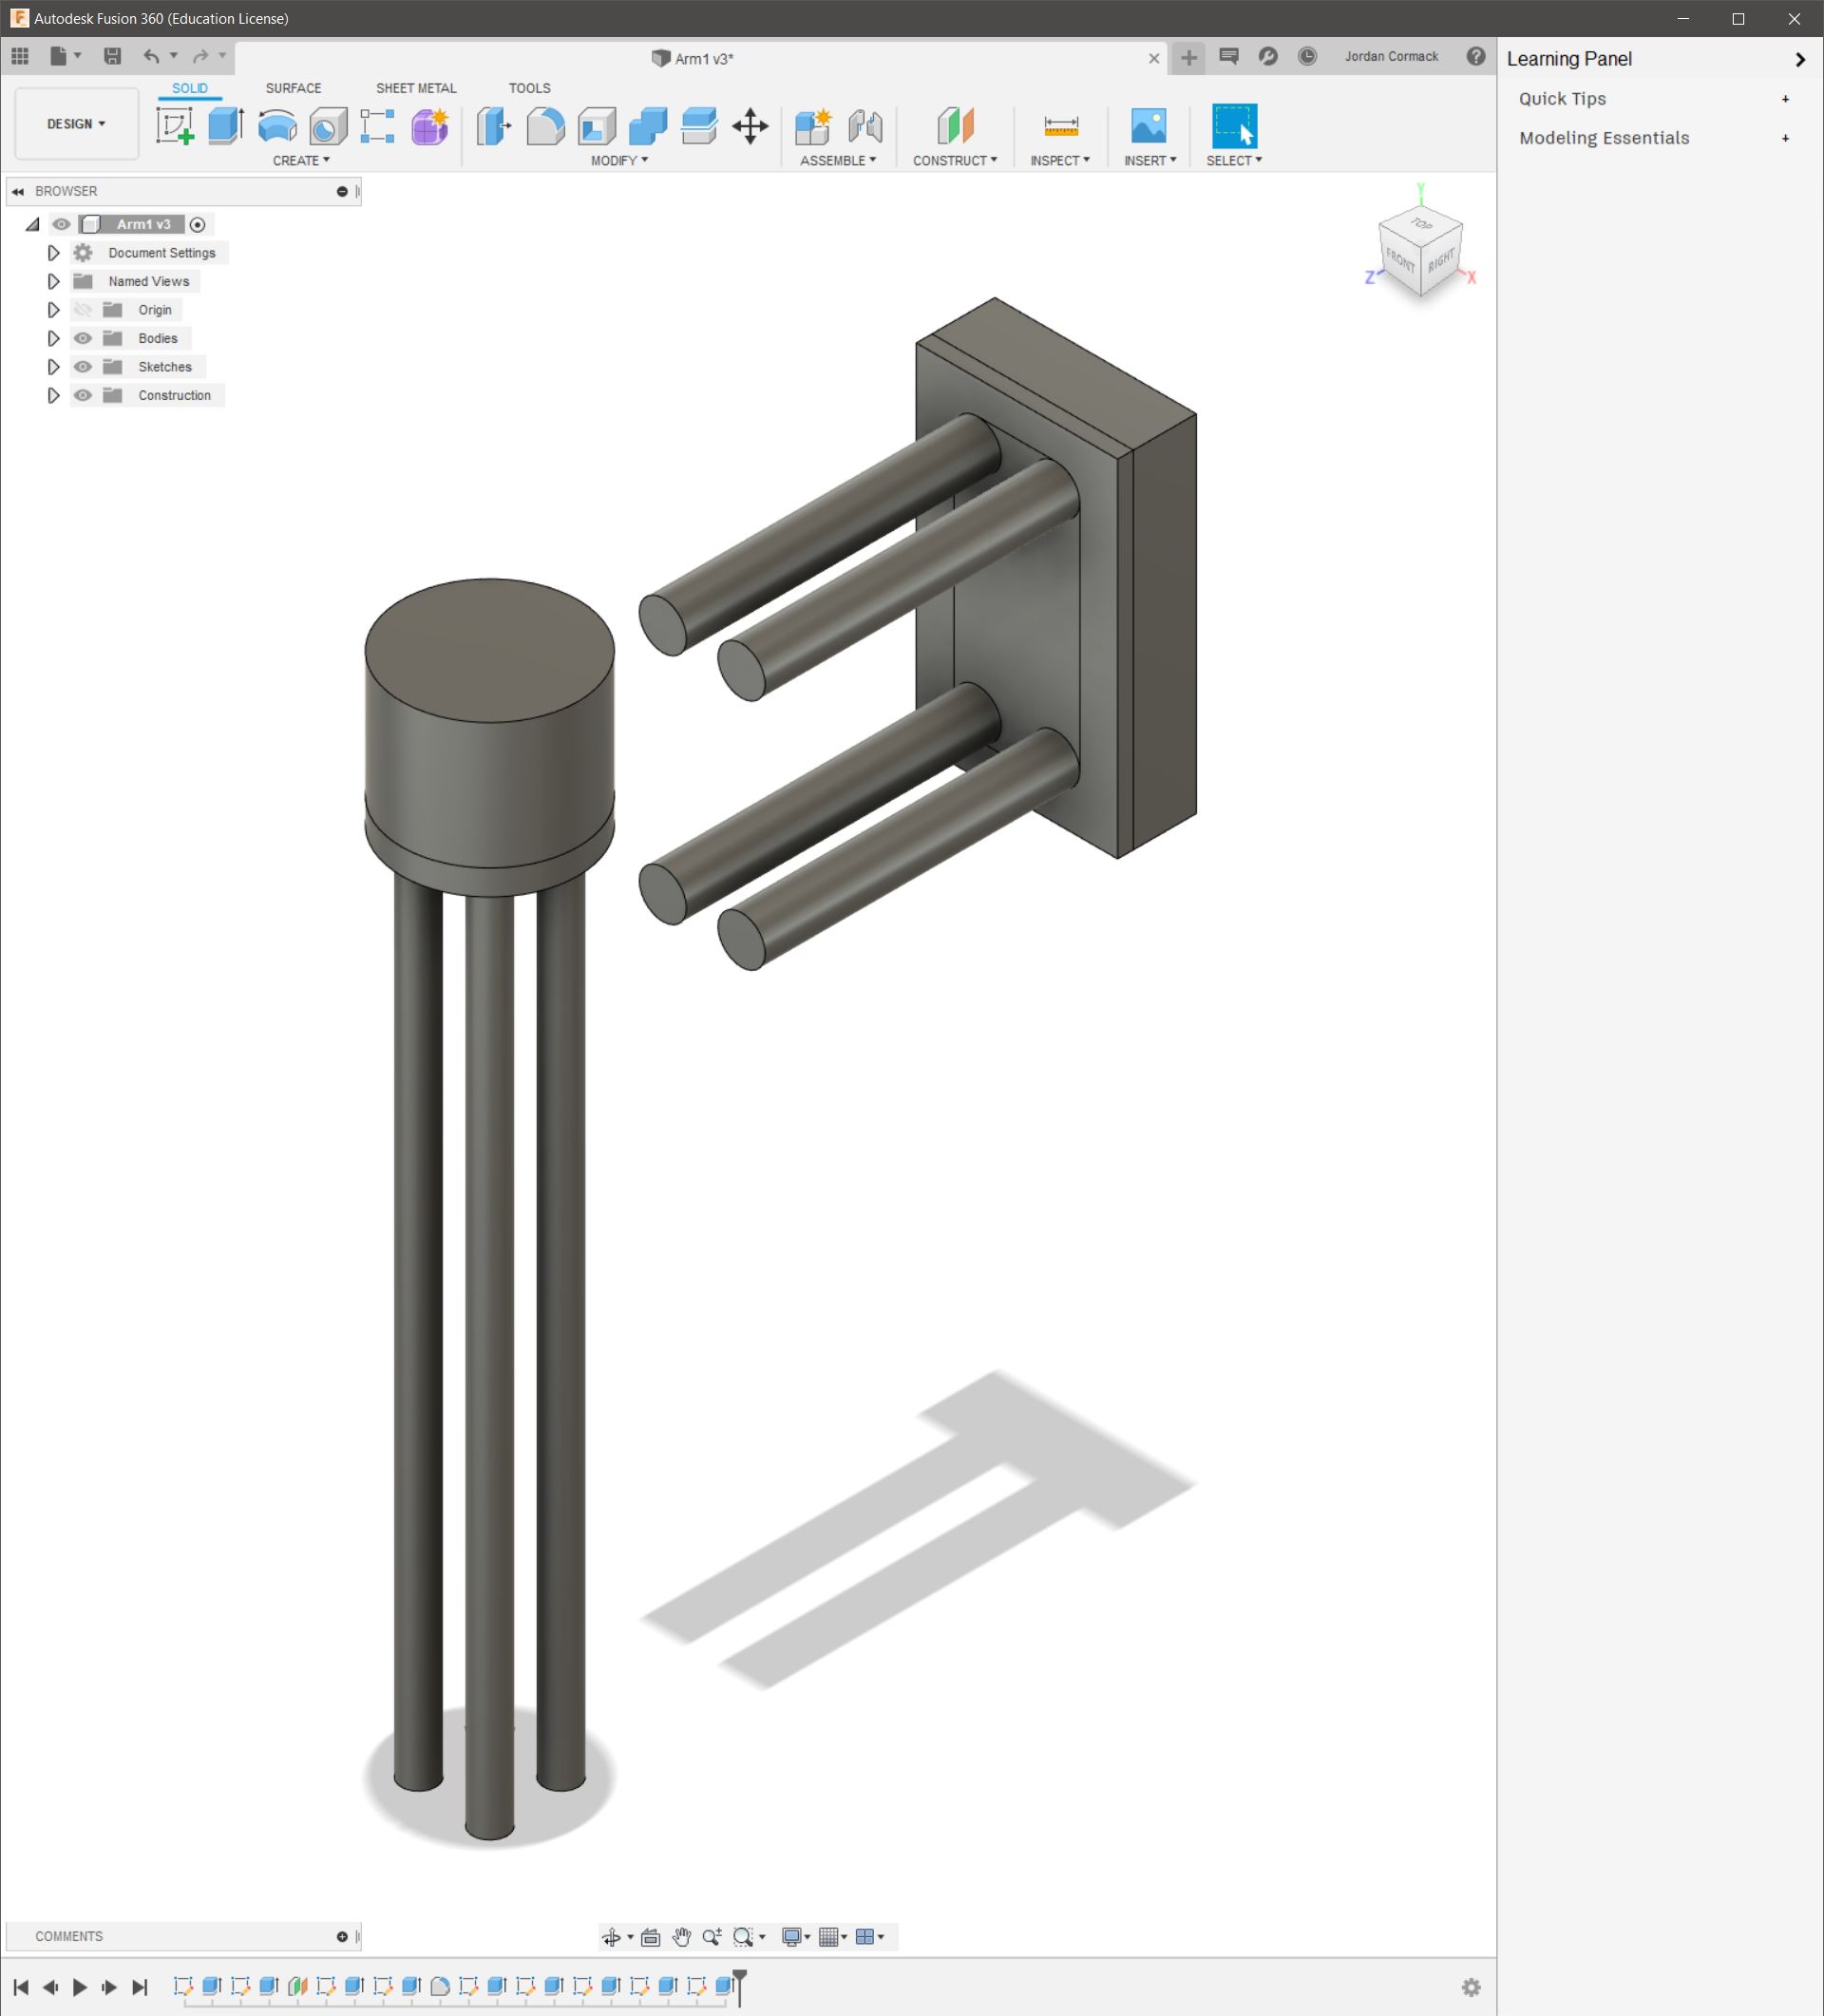 Autodesk Fusion 360 (Education License)
Arm1 v3*
Jordan Cormack
Learning Panel
Quick Tips
+
Modeling Essentials
+
DESIGN
SOLID
SURFACE
SHEET METAL
TOOLS
CREATE
MODIFY
ASSEMBLE
CONSTRUCT
INSPECT
INSERT
SELECT
BROWSER
Arm1 v3
Document Settings
Named Views
Origin
Bodies
Sketches
Construction
Y
TOP
FRONT
RIGHT
Z
X
COMMENTS